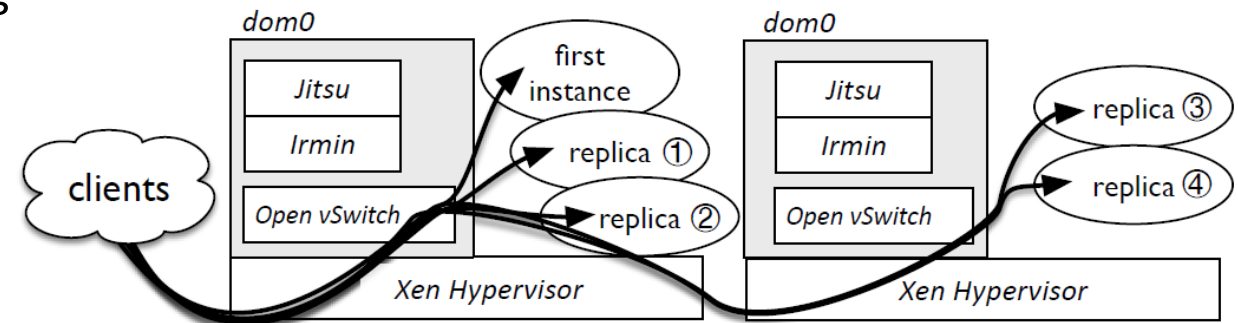 dom0
Jitsu
Irmin
Open vSwitch
clients
first
instance
replica ①
replica ②
Xen Hypervisor
dom0
Jitsu
Irmin
Open vSwitch
replica ③
replica ④
Xen Hypervisor